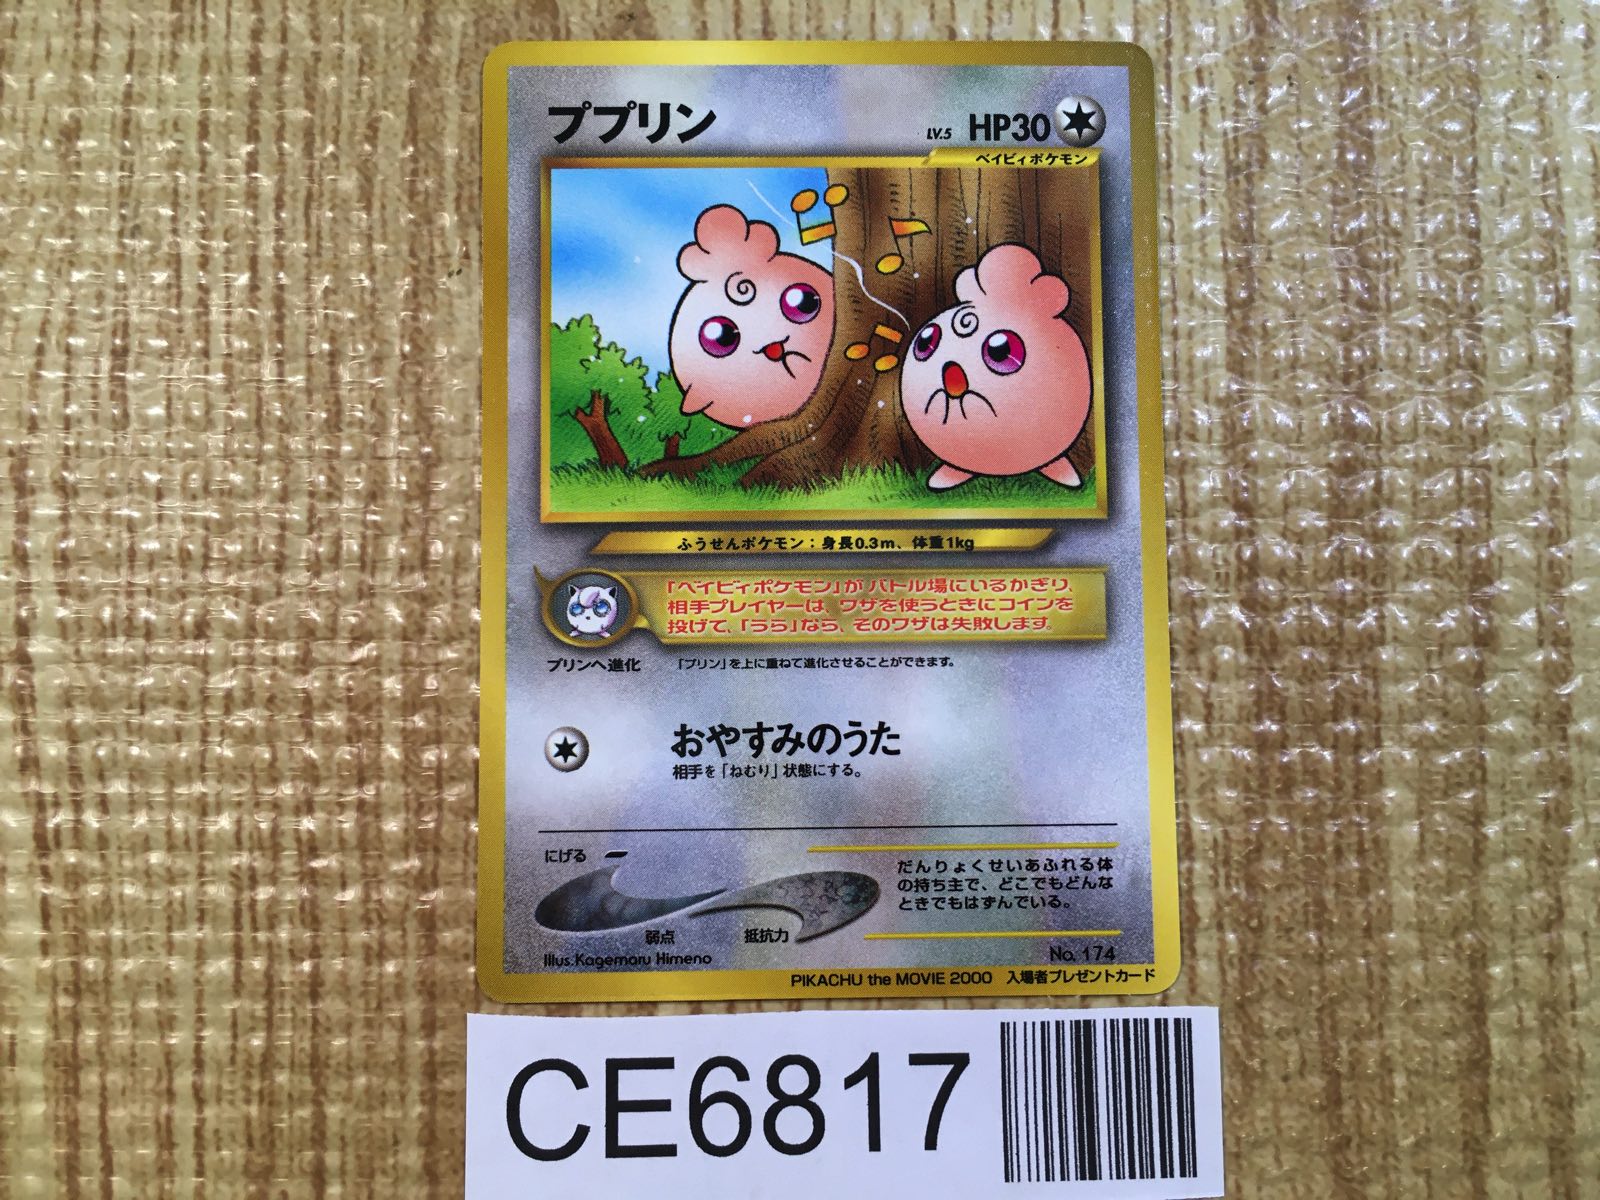 ププリン
LV.5 HP30
ベイビィポケモン
ふうせんポケモン：身長0.3m、体重1kg
「ベイビィポケモン」がバトル場にいるかぎり、
相手プレイヤーは、ワザを使うときにコインを
投げて、「うら」なら、そのワザは失敗します。
プリンへ進化
「プリン」を上に重ねて進化させることができます。
おやすみのうた
相手を「ねむり」状態にする。
にげる
弱点
抵抗力
だんりょくせいあふれる体
の持ち主で、どこでもどんな
ときでもはずんでいる。
Illus.Kagemaru Himeno
No. 174
PIKACHU the MOVIE 2000 入場者プレゼントカード
CE6817